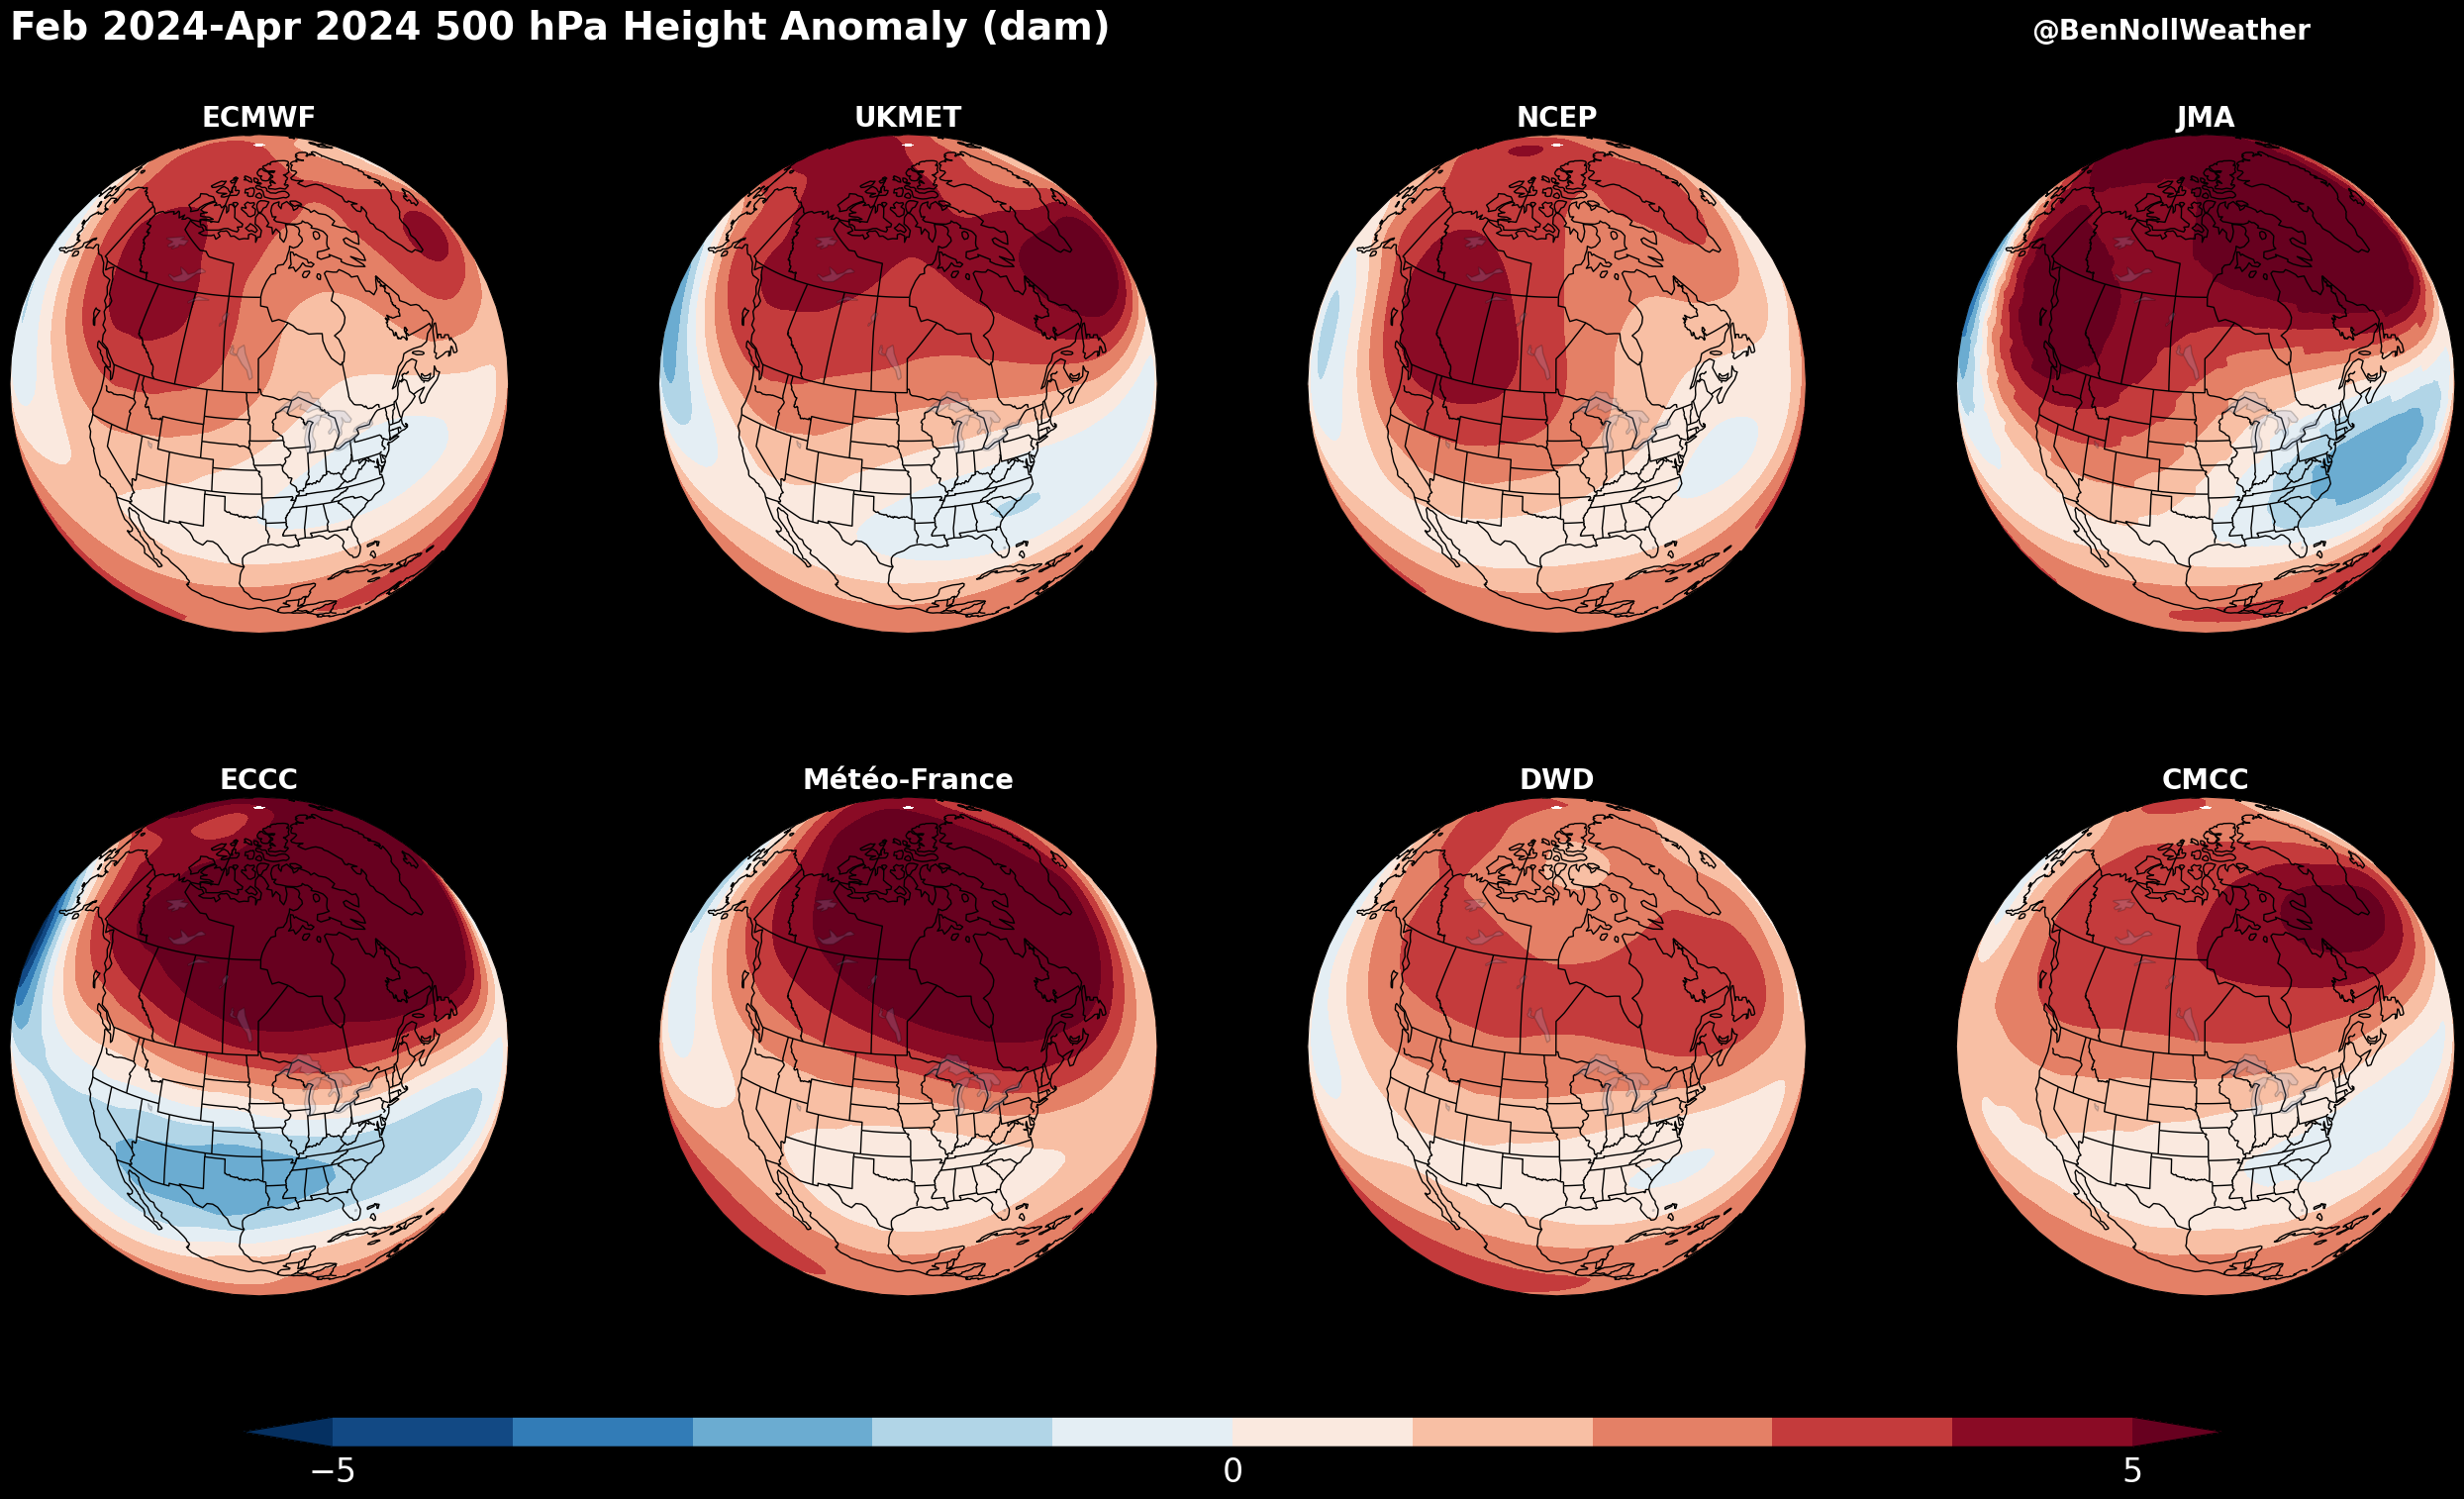 Feb 2024-Apr 2024 500 hPa Height Anomaly (dam)
@BenNollWeather
ECMWF
UKMET
NCEP
JMA
ECCC
Météo-France
DWD
CMCC
−5
0
5